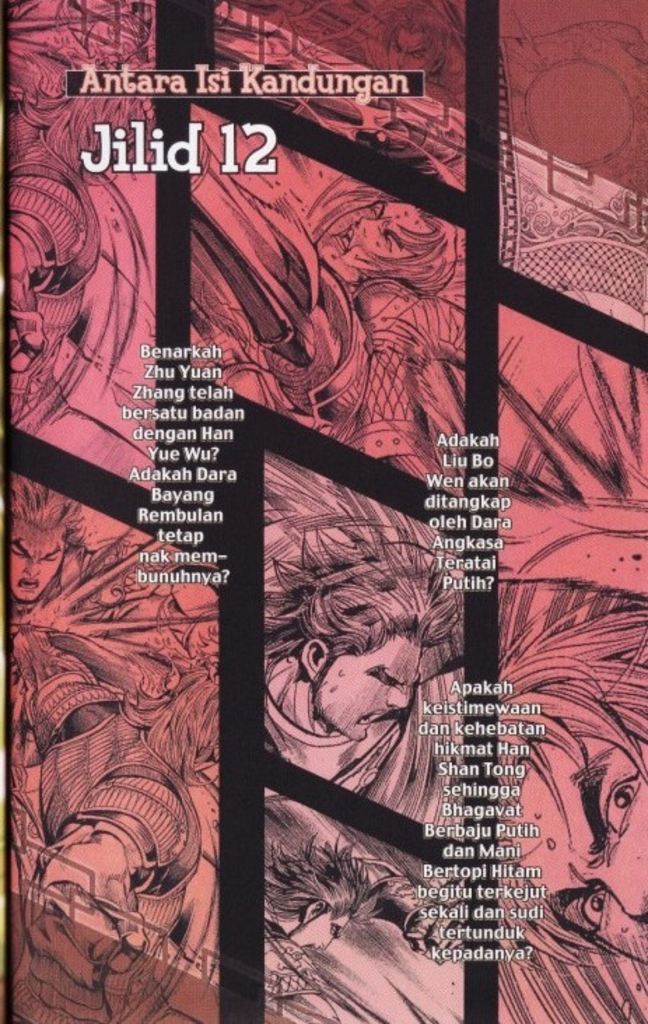 Antara Isi Kandungan
Jilid 12
Benarkah
Zhu Yuan
Zhang telah
bersatu badan
dengan Han
Yue Wu?
Adakah Dara
Bayang
Rembulan
tetap
nak mem-
bunuhnya?
Adakah
Liu Bo
Wen akan
ditangkap
oleh Dara
Angkasa
Teratai
Putih?
Apakah
keistimewaan
dan kehebatan
hikmat Han
Shan Tong
sehingga
Bhagavat
Berbaju Putih
dan Mani
Bertopi Hitam
begitu terkejut
sekali dan sudi
tertunduk
kepadanya?